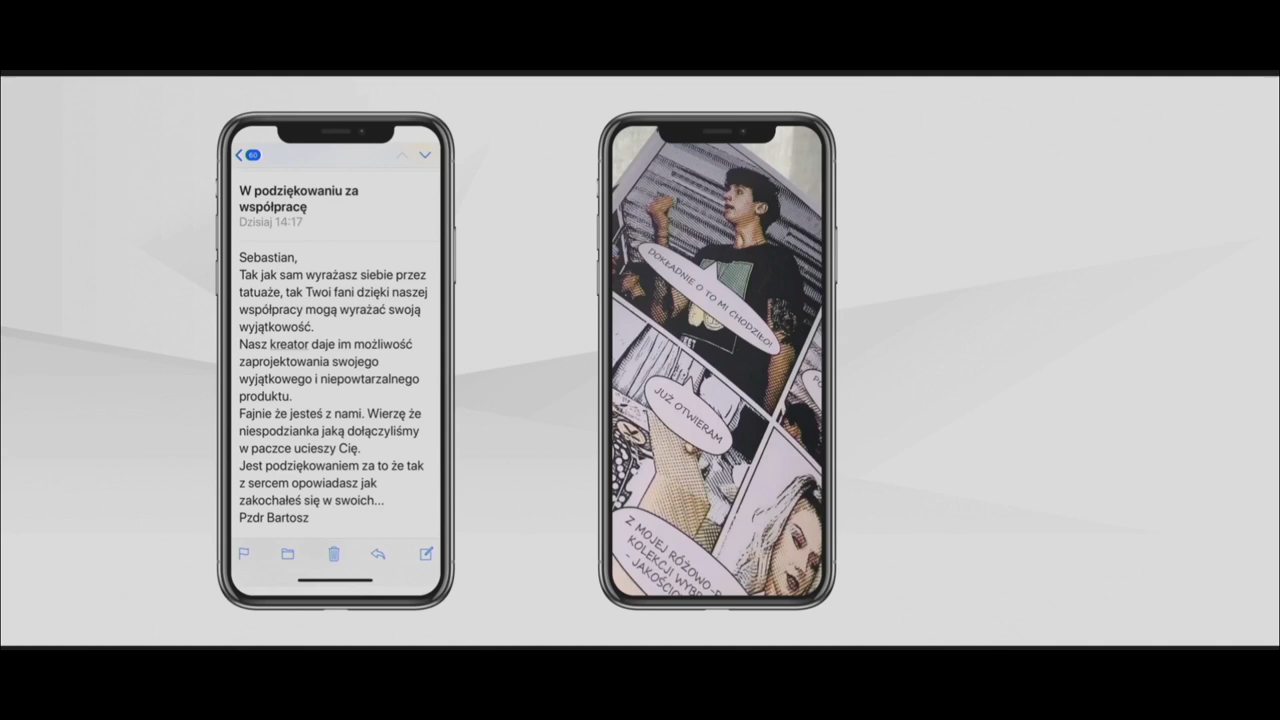 60
W podziękowaniu za
współpracę
Dzisiaj 14:17
Sebastian,
Tak jak sam wyrażasz siebie przez
tatuaże, tak Twoi fani dzięki naszej
współpracy mogą wyrażać swoją
wyjątkowość.
Nasz kreator daje im możliwość
zaprojektowania swojego
wyjątkowego i niepowtarzalnego
produktu.
Fajnie że jesteś z nami. Wierzę że
niespodzianka jaką dołączyliśmy
w paczce ucieszy Cię.
Jest podziękowaniem za to że tak
z sercem opowiadasz jak
zakochałeś się w swoich...
Pzdr Bartosz
DOKŁADNIE O TO MI CHODZIŁO!
JUŻ OTWIERAM
Z MOJEJ RÓŻOWO-
KOLEKCJI